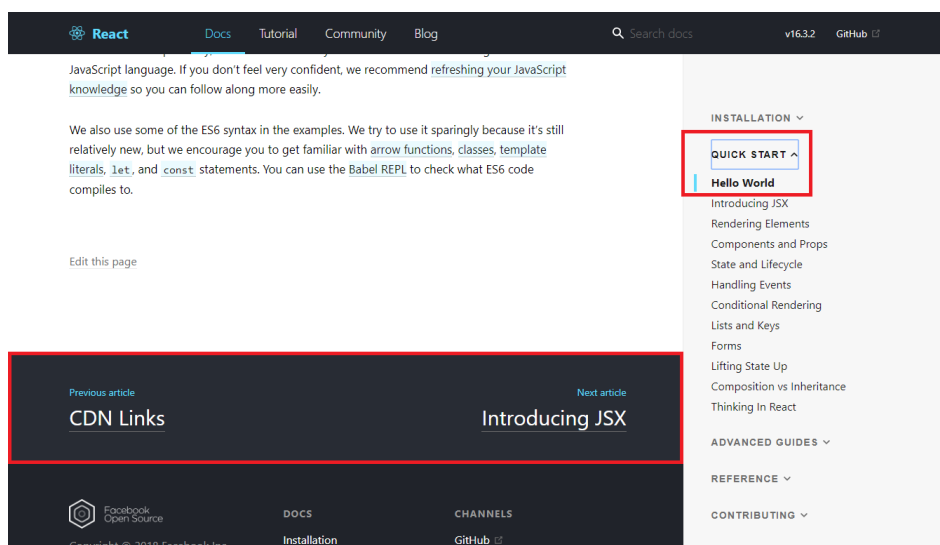 React Docs Tutorial Community Blog Search docs v16.3.2 GitHub
JavaScript language. If you don't feel very confident, we recommend refreshing your JavaScript
knowledge so you can follow along more easily.
We also use some of the ES6 syntax in the examples. We try to use it sparingly because it's still
relatively new, but we encourage you to get familiar with arrow functions, classes, template
literals, let, and const statements. You can use the Babel REPL to check what ES6 code
compiles to.
Edit this page
Previous article
CDN Links
Next article
Introducing JSX
INSTALLATION
QUICK START
Hello World
Introducing JSX
Rendering Elements
Components and Props
State and Lifecycle
Handling Events
Conditional Rendering
Lists and Keys
Forms
Lifting State Up
Composition vs Inheritance
Thinking In React
ADVANCED GUIDES
REFERENCE
CONTRIBUTING
Facebook
Open Source
Copyright © 2018 Facebook Inc.
DOCS
Installation
CHANNELS
GitHub